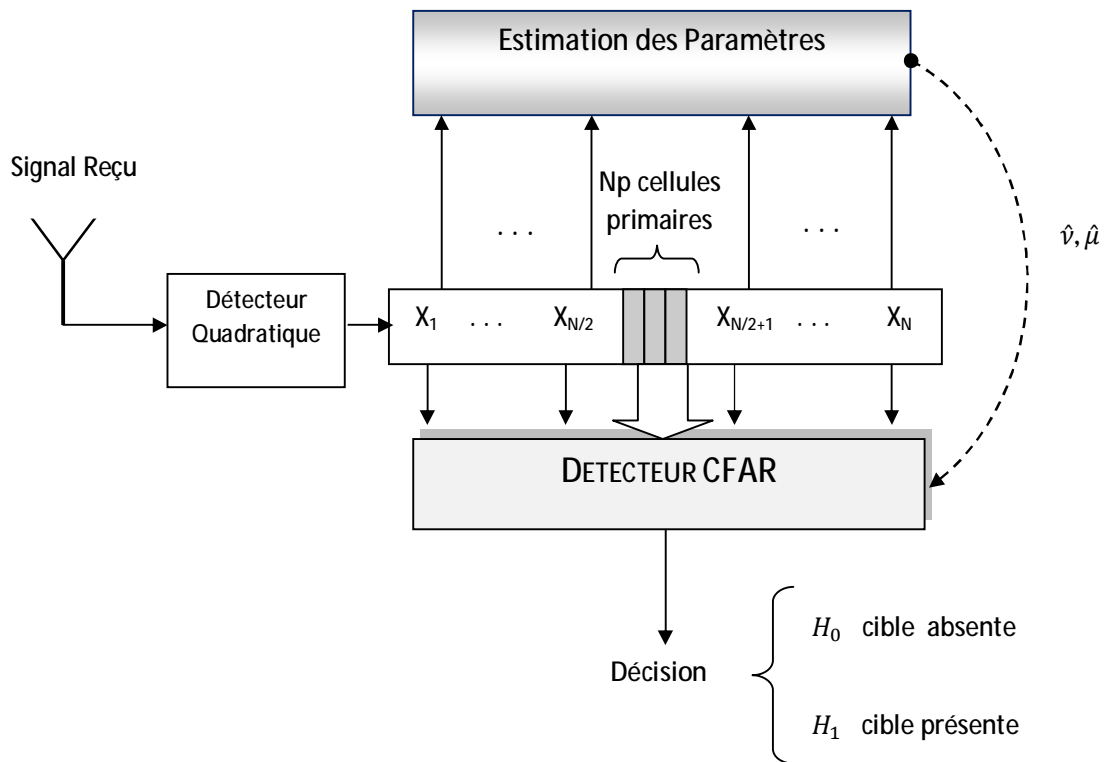 Estimation des Paramètres
Signal Reçu
Np cellules
primaires
. . .
. . .
ν̂, μ̂
Détecteur
Quadratique
X1 . . . XN/2 XN/2+1 . . . XN
DETECTEUR CFAR
H0 cible absente
Décision
H1 cible présente